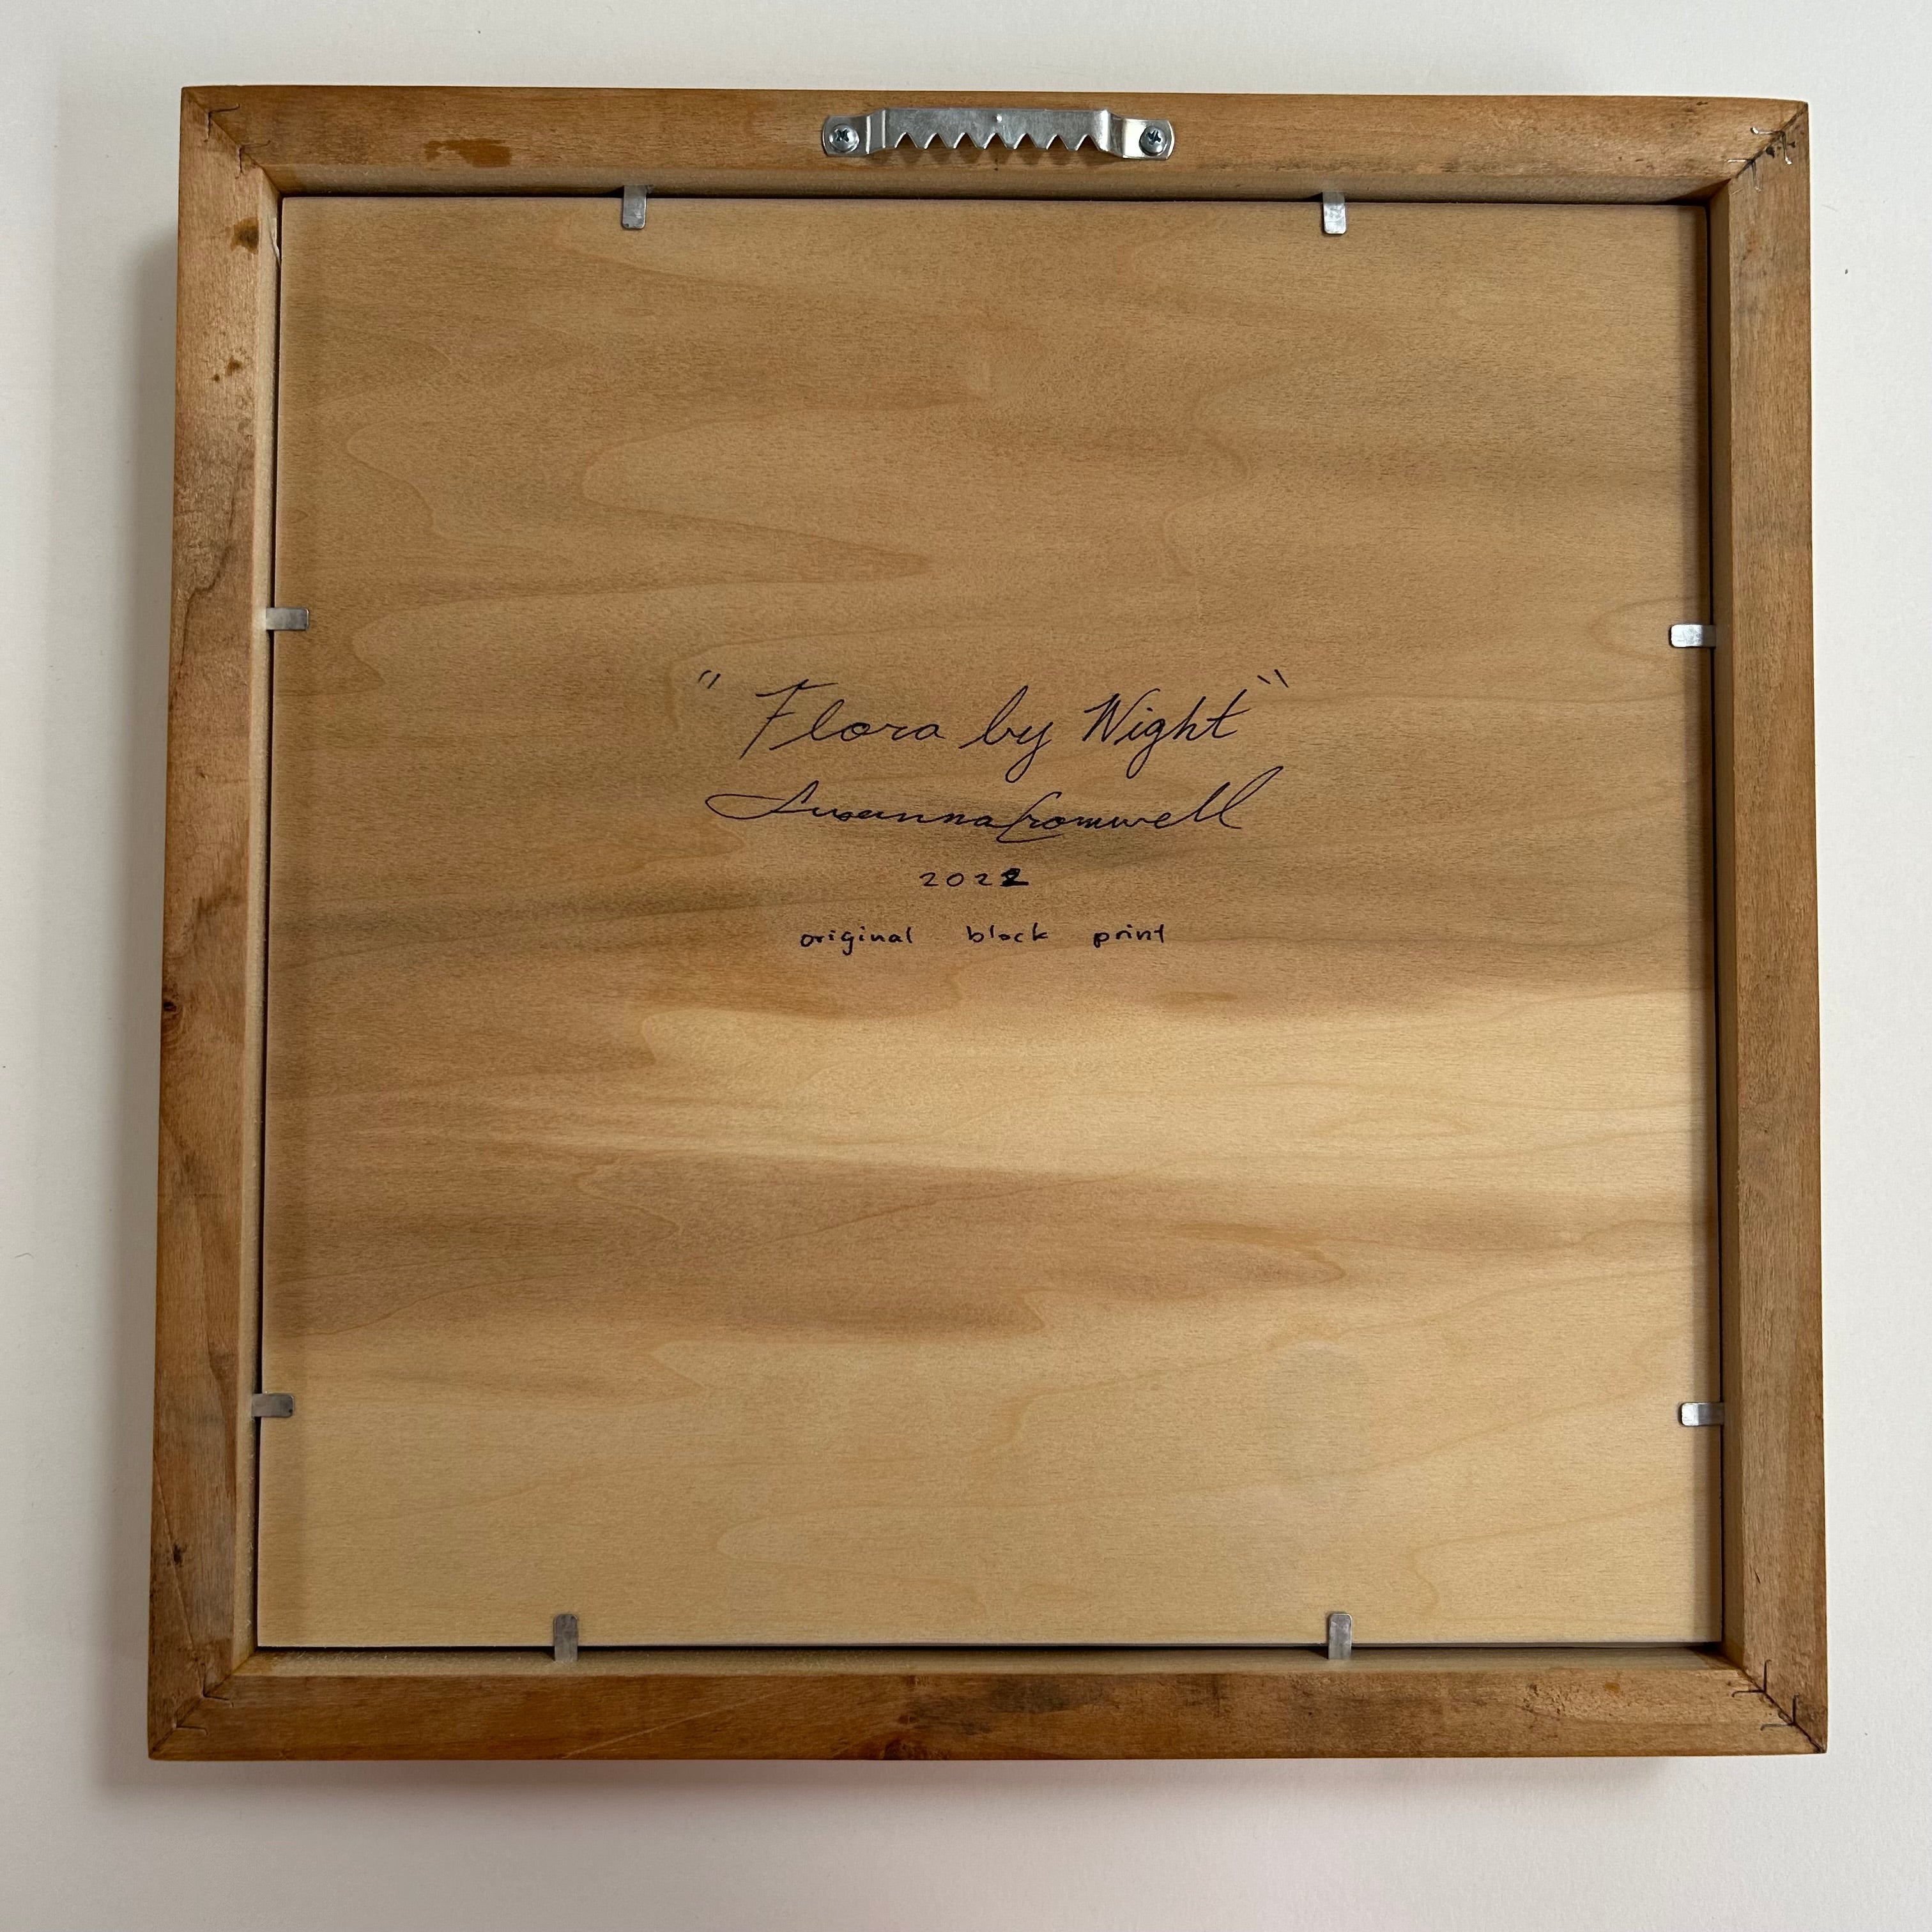 "Flora by Night"
Susanna Cromwell
2022
original block print